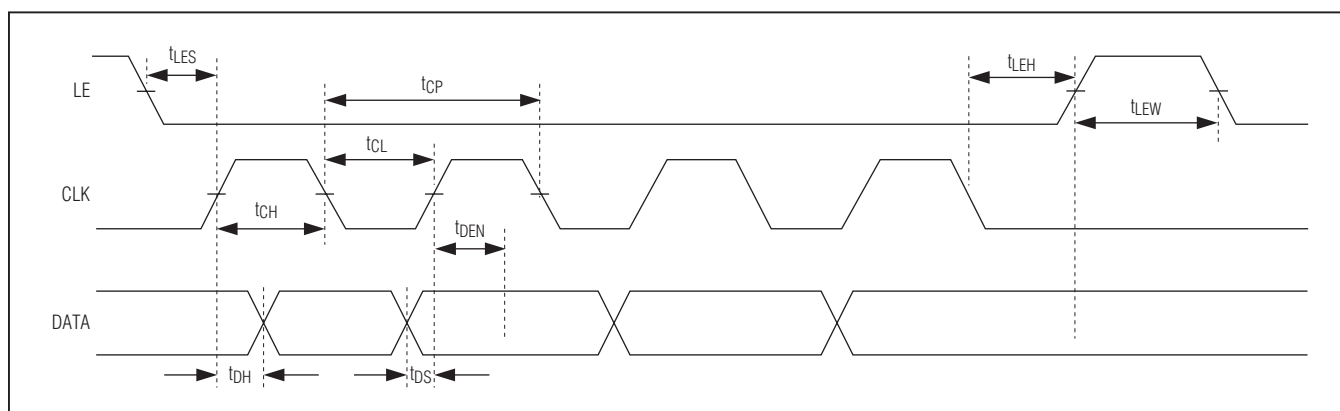 tLES
tLEH
LE
tCP
tLEW
tCL
CLK
tCH
tDEN
DATA
tDH
tDS